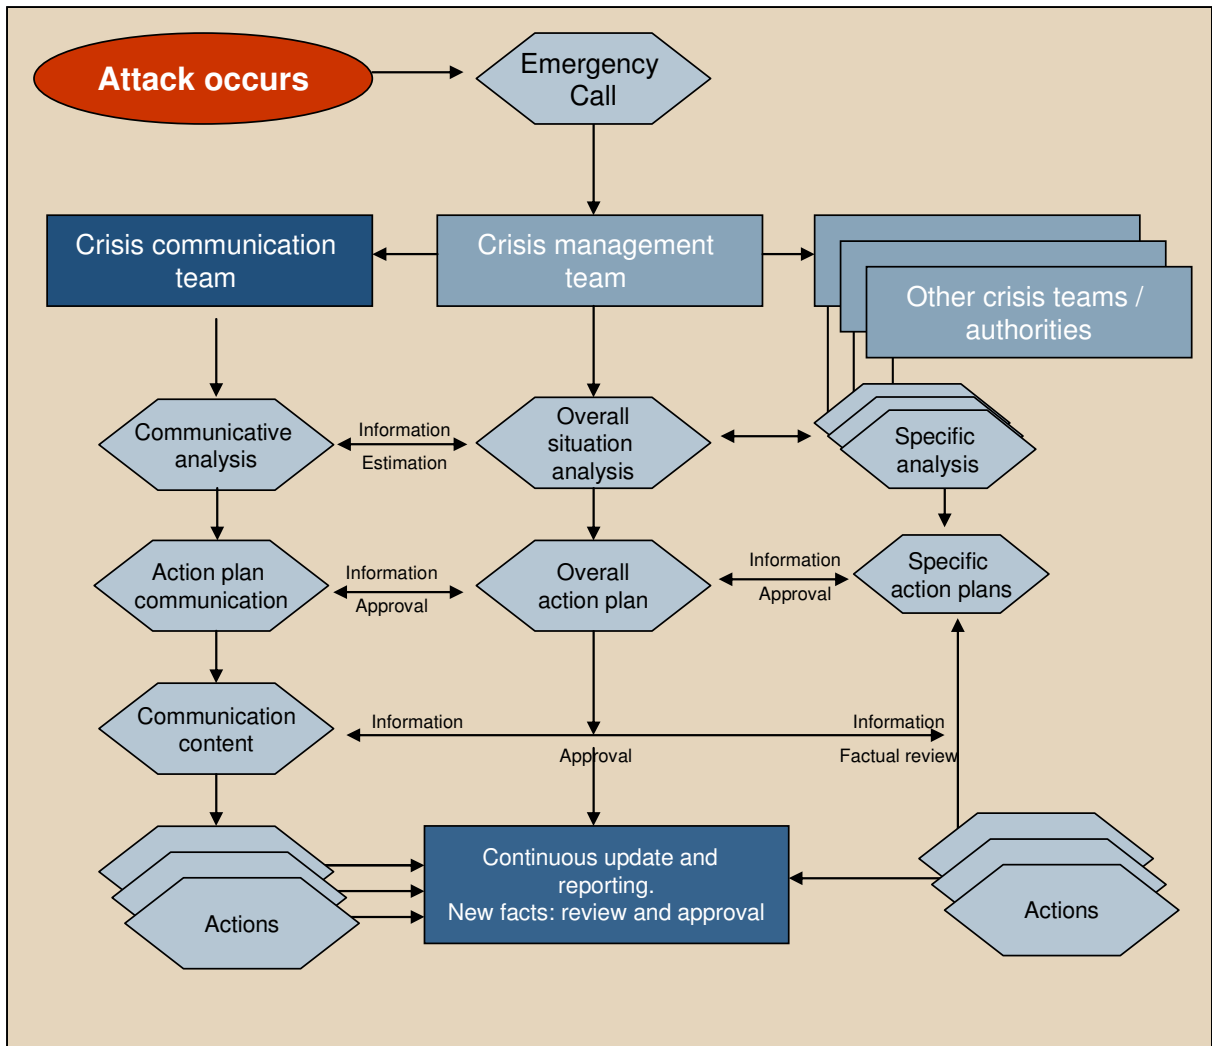 Attack occurs
Emergency
Call
Crisis communication
team
Crisis management
team
Other crisis teams /
authorities
Communicative
analysis
Information
Estimation
Overall
situation
analysis
Specific
analysis
Action plan
communication
Information
Approval
Overall
action plan
Information
Approval
Specific
action plans
Communication
content
Information
Approval
Information
Factual review
Actions
Continuous update and
reporting.
New facts: review and approval
Actions